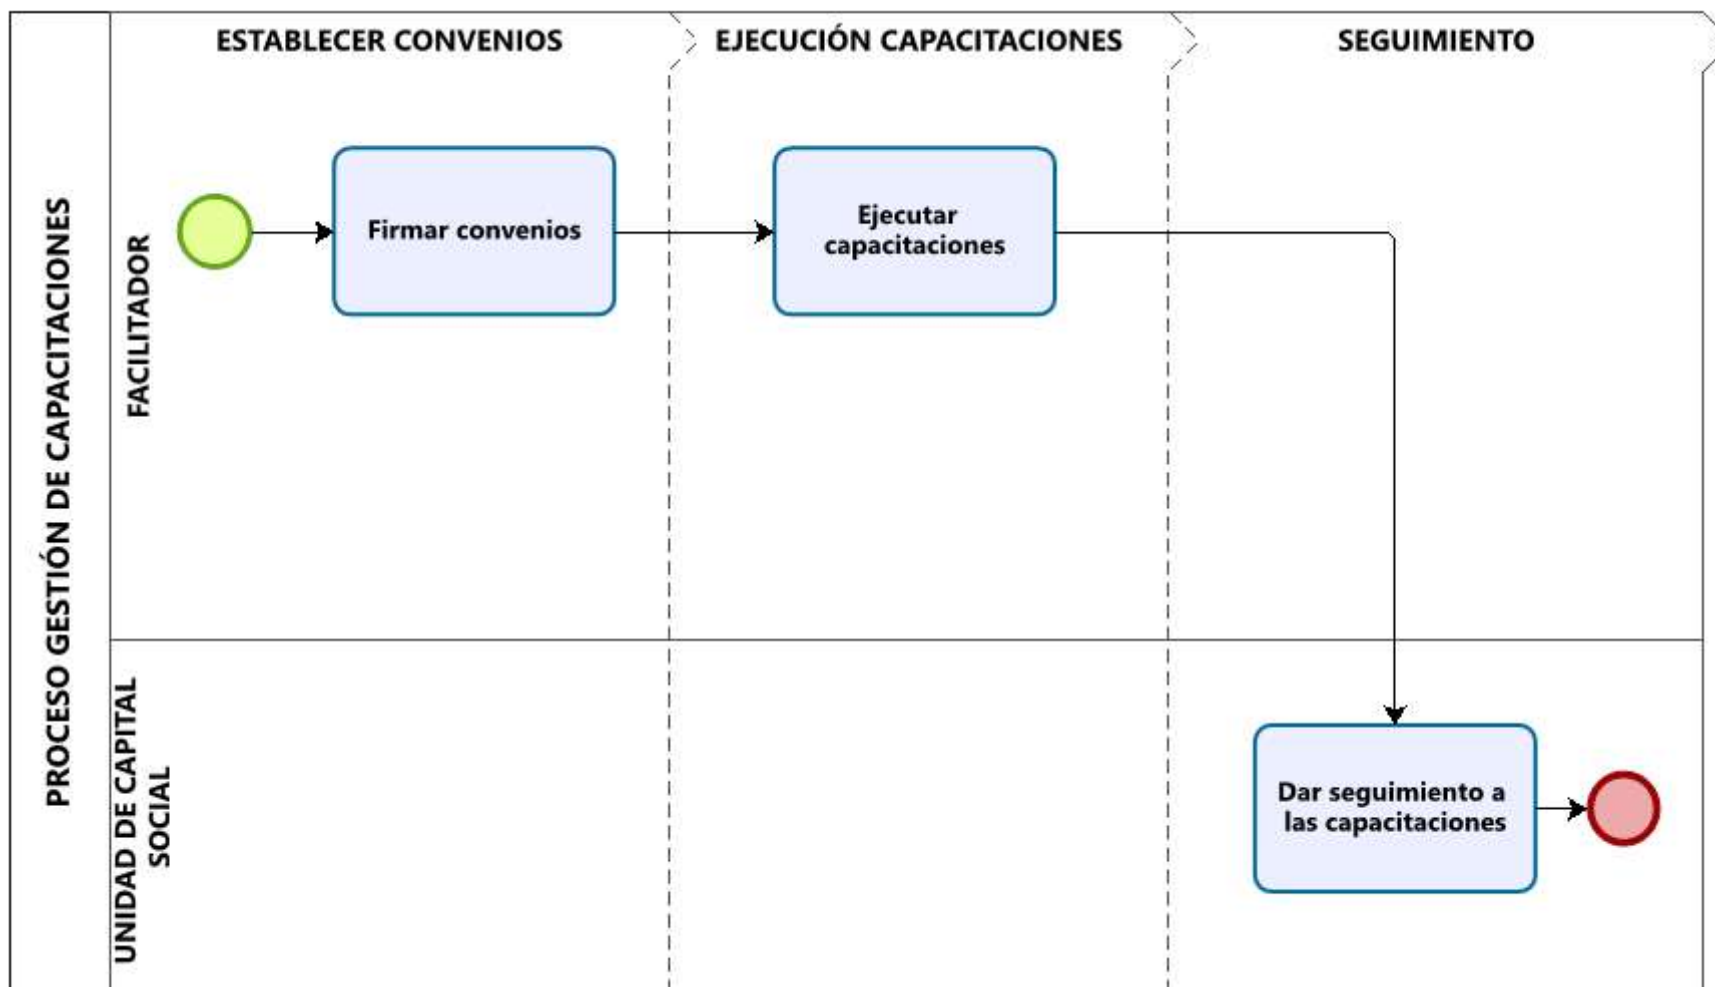 PROCESO GESTIÓN DE CAPACITACIONES
ESTABLECER CONVENIOS
EJECUCIÓN CAPACITACIONES
SEGUIMIENTO
FACILITADOR
Firmar convenios
Ejecutar
capacitaciones
UNIDAD DE CAPITAL
SOCIAL
Dar seguimiento a
las capacitaciones